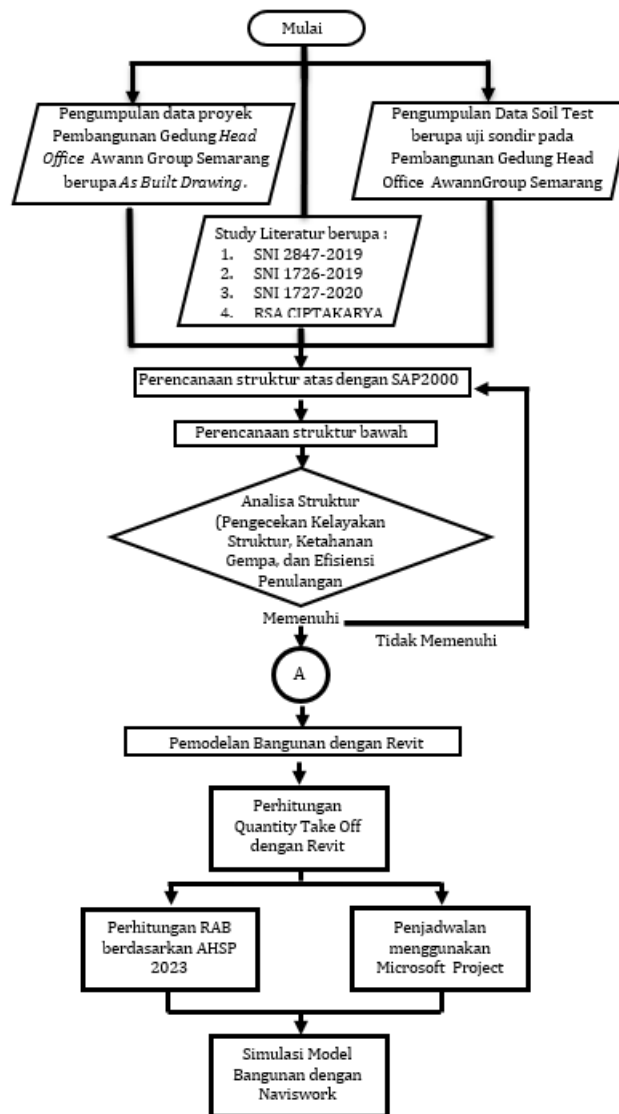 Mulai
Pengumpulan data proyek
Pembangunan Gedung Head
Office Awann Group Semarang
berupa As Built Drawing.
Pengumpulan Data Soil Test
berupa uji sondir pada
Pembangunan Gedung Head
Office AwannGroup Semarang
Study Literatur berupa :
1. SNI 2847-2019
2. SNI 1726-2019
3. SNI 1727-2020
4. RSA CIPTAKARYA
Perencanaan struktur atas dengan SAP2000
Perencanaan struktur bawah
Analisa Struktur
(Pengecekan Kelayakan
Struktur, Ketahanan
Gempa, dan Efisiensi
Penulangan
Memenuhi
Tidak Memenuhi
A
Pemodelan Bangunan dengan Revit
Perhitungan
Quantity Take Off
dengan Revit
Perhitungan RAB
berdasarkan AHSP
2023
Penjadwalan
menggunakan
Microsoft Project
Simulasi Model
Bangunan dengan
Naviswork